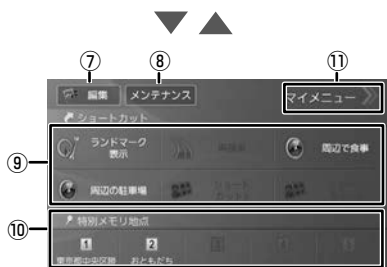 ⑦ ⑧ ⑪
編集 メンテナンス マイメニュー
ショートカット
⑨
ランドマーク
表示
周辺で食事
周辺の駐車場
⑩
特別メモリ地点
1 2
東京都中央区勝 おともだち